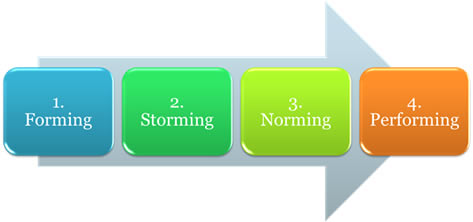 1.
Forming
2.
Storming
3.
Norming
4.
Performing